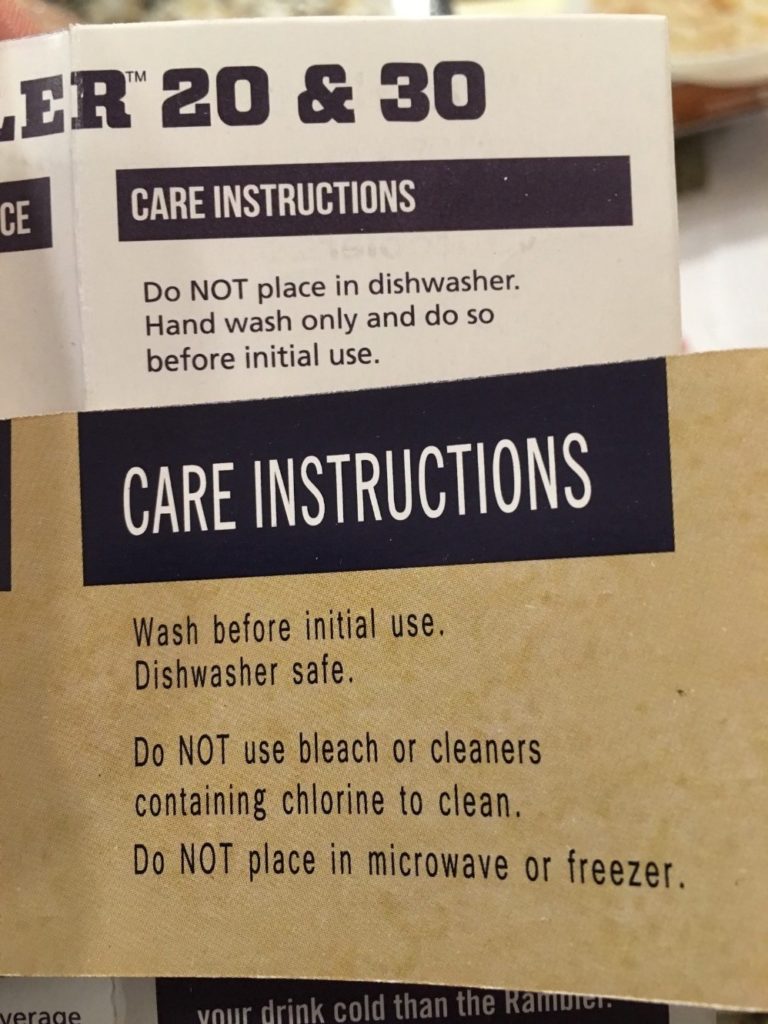 LER™ 20 & 30
CE
CARE INSTRUCTIONS
Do NOT place in dishwasher.
Hand wash only and do so
before initial use.
CARE INSTRUCTIONS
Wash before initial use.
Dishwasher safe.
Do NOT use bleach or cleaners
containing chlorine to clean.
Do NOT place in microwave or freezer.
verage
your drink cold than the Rambler.